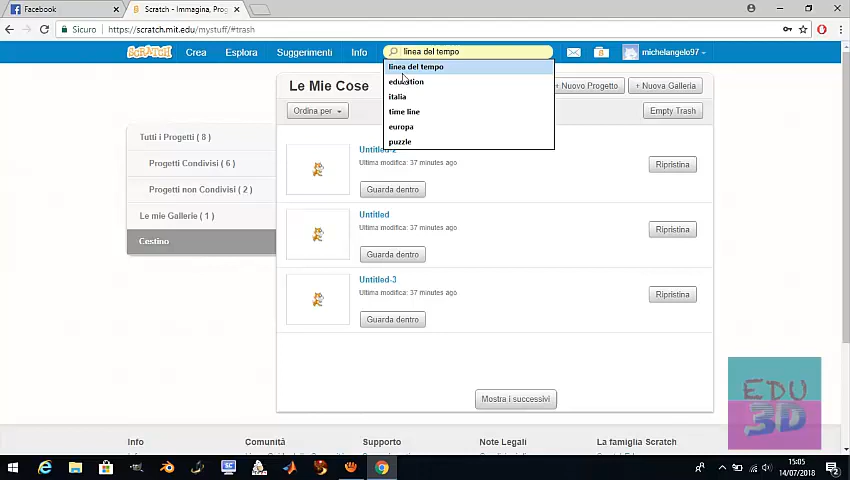 Facebook
Scratch - Immagina, Prog
Sicuro https://scratch.mit.edu/mystuff/#trash
SCRATCH Crea Esplora Suggerimenti Info linea del tempo michelangelo97
linea del tempo
education
italia
time line
europa
puzzle
Le Mie Cose + Nuovo Progetto + Nuova Galleria
Ordina per Empty Trash
Tutti i Progetti ( 8 )
Progetti Condivisi ( 6 )
Progetti non Condivisi ( 2 )
Le mie Gallerie ( 1 )
Cestino
Untitled-2
Ultima modifica: 37 minutes ago
Ripristina
Guarda dentro
Untitled
Ultima modifica: 37 minutes ago
Ripristina
Guarda dentro
Untitled-3
Ultima modifica: 37 minutes ago
Ripristina
Guarda dentro
Mostra i successivi
EDU
3D
Info Comunità Supporto Note Legali La famiglia Scratch
15:05
14/07/2018